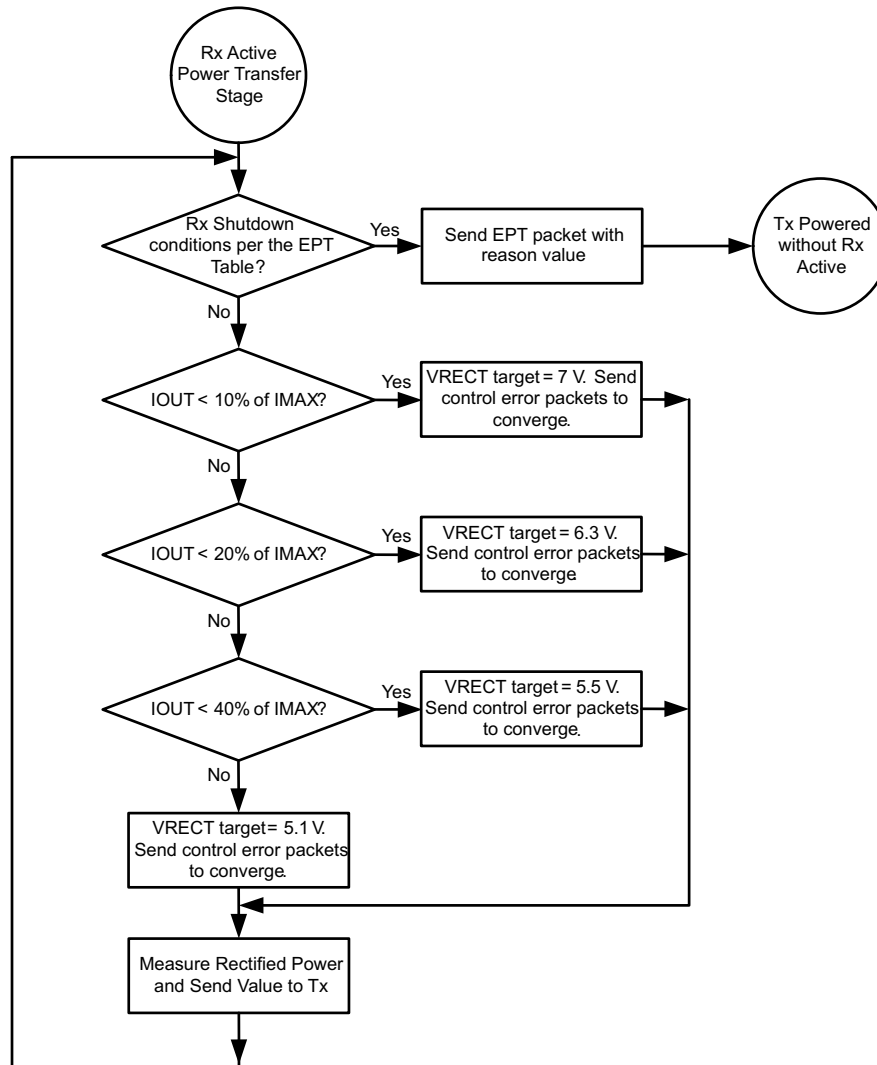 Rx Active
Power Transfer
Stage
Rx Shutdown
conditions per the EPT
Table?
Yes
Send EPT packet with
reason value
Tx Powered
without Rx
Active
No
IOUT < 10% of IMAX?
Yes
VRECT target = 7 V. Send
control error packets to
converge.
No
IOUT < 20% of IMAX?
Yes
VRECT target = 6.3 V.
Send control error packets
to converge.
No
IOUT < 40% of IMAX?
Yes
VRECT target = 5.5 V.
Send control error packets
to converge.
No
VRECT target = 5.1 V.
Send control error packets
to converge.
Measure Rectified Power
and Send Value to Tx